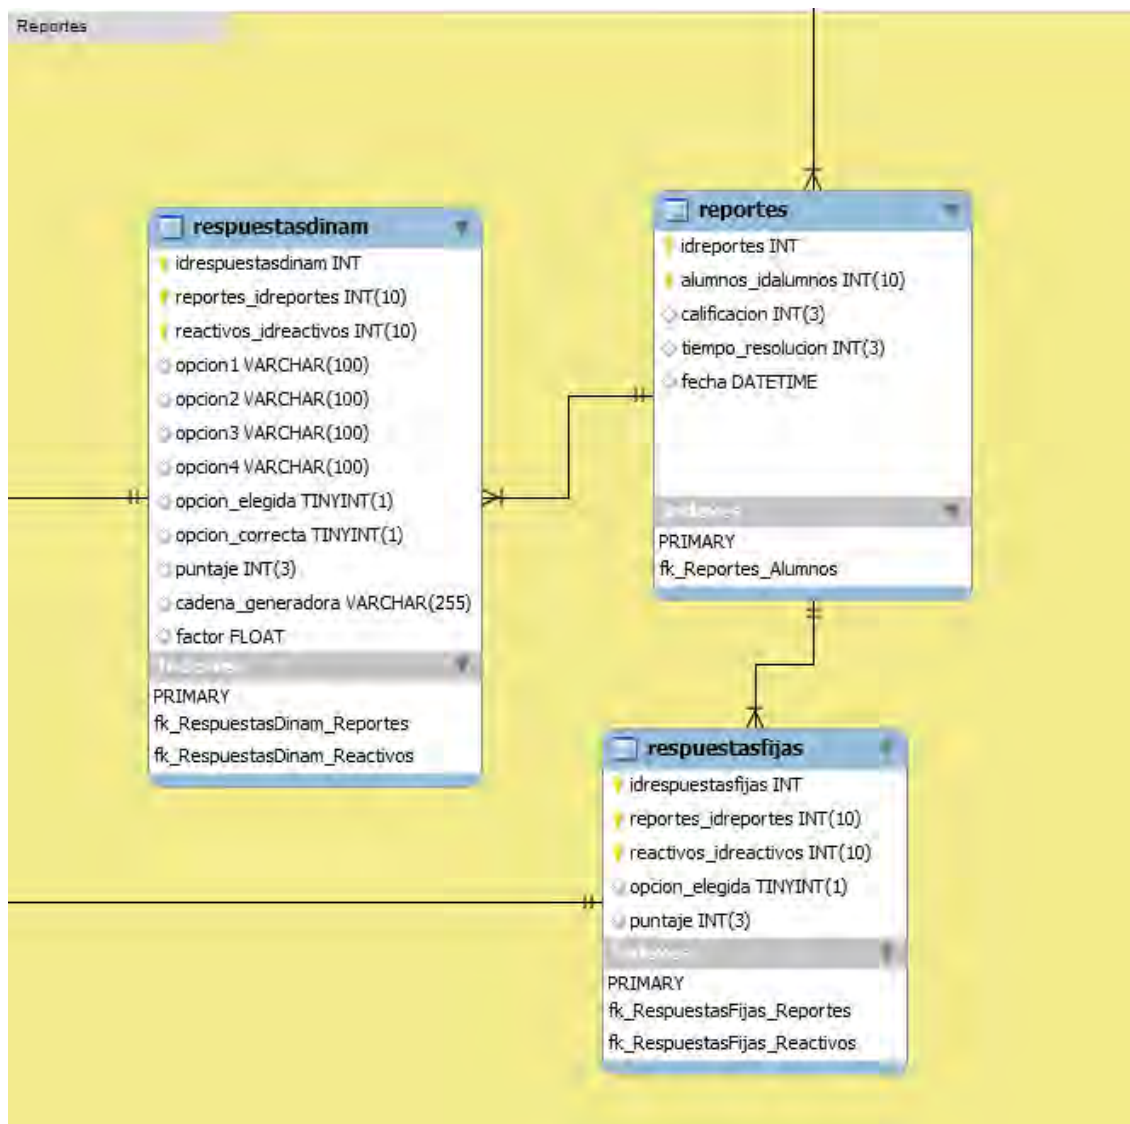 Reportes
respuestasdinam
idrespuestasdinam INT
reportes_idreportes INT(10)
reactivos_idreactivos INT(10)
opcion1 VARCHAR(100)
opcion2 VARCHAR(100)
opcion3 VARCHAR(100)
opcion4 VARCHAR(100)
opcion_elegida TINYINT(1)
opcion_correcta TINYINT(1)
puntaje INT(3)
cadena_generadora VARCHAR(255)
factor FLOAT
PRIMARY
fk_RespuestasDinam_Reportes
fk_RespuestasDinam_Reactivos
reportes
idreportes INT
alumnos_idalumnos INT(10)
calificacion INT(3)
tiempo_resolucion INT(3)
fecha DATETIME
PRIMARY
fk_Reportes_Alumnos
respuestasfijas
idrespuestasfijas INT
reportes_idreportes INT(10)
reactivos_idreactivos INT(10)
opcion_elegida TINYINT(1)
puntaje INT(3)
PRIMARY
fk_RespuestasFijas_Reportes
fk_RespuestasFijas_Reactivos